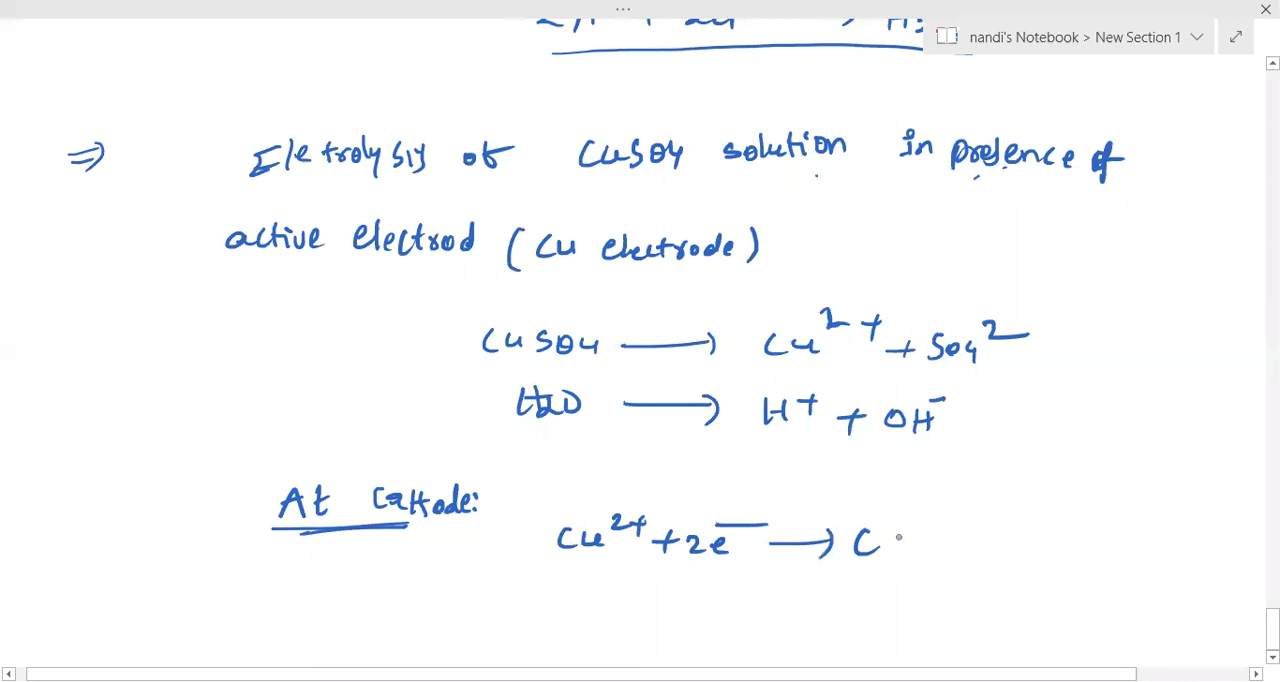 nandi's Notebook > New Section 1
⇒ Eletrolysis of CuSO4 solution in presence of
active electrod (Cu electrode)
CuSO4 ⟶ Cu²⁺ + SO4²⁻
H2O ⟶ H⁺ + OH⁻
At Cathode:
Cu²⁺ + 2e⁻ ⟶ C